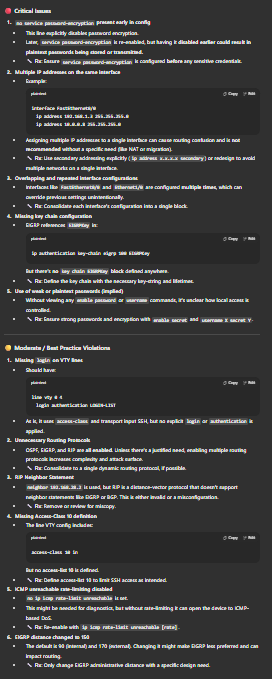 Critical Issues
1. no service password-encryption present early in config
• This line explicitly disables password encryption.
• Later, service password-encryption is re-enabled, but having it disabled earlier could result in
plaintext passwords being stored or transmitted.
• Rx: Ensure service password-encryption is configured before any sensitive credentials.
2. Multiple IP addresses on the same interface
• Example:
plaintext Copy Edit
interface FastEthernet0/0
ip address 192.168.1.3 255.255.255.0
ip address 10.0.0.8 255.255.255.0
• Assigning multiple IP addresses to a single interface can cause routing confusion and is not
recommended without a specific need (like NAT or migration).
• Rx: Use secondary addressing explicitly (ip address x.x.x.x secondary) or redesign to avoid
multiple networks on a single interface.
3. Overlapping and repeated interface configurations
• Interfaces like FastEthernet0/0 and Ethernet1/0 are configured multiple times, which can
override previous settings unintentionally.
• Rx: Consolidate each interface's configuration into a single block.
4. Missing key chain configuration
• EIGRP references EIGRPKey in:
plaintext Copy Edit
ip authentication key-chain eigrp 100 EIGRPKey
But there's no key chain EIGRPKey block defined anywhere.
• Rx: Define the key chain with the necessary key-string and lifetimes.
5. Use of weak or plaintext passwords (implied)
• Without viewing any enable password or username commands, it's unclear how local access is
controlled.
• Rx: Ensure strong passwords and encryption with enable secret and username X secret Y.
Moderate / Best Practice Violations
1. Missing login on VTY lines
• Should have:
plaintext Copy Edit
line vty 0 4
login authentication LOGIN-LIST
• As is, it uses access-class and transport input SSH, but no explicit login or authentication is
applied.
2. Unnecessary Routing Protocols
• OSPF, EIGRP, and RIP are all enabled. Unless there's a justified need, enabling multiple routing
protocols increases complexity and attack surface.
• Rx: Consolidate to a single dynamic routing protocol, if possible.
3. RIP Neighbor Statement
• is used, but RIP is a distance-vector protocol that doesn't support
neighbor statements like EIGRP or BGP. This is either invalid or a misconfiguration.
• Rx: Remove or review for miscopy.
4. Missing Access-Class 10 definition
• The line VTY config includes:
plaintext Copy Edit
access-class 10 in
But no access-list 10 is defined.
• Rx: Define access-list 10 to limit SSH access as intended.
5. ICMP unreachable rate-limiting disabled
• no ip icmp rate-limit unreachable is set.
• This might be needed for diagnostics, but without rate-limiting it can open the device to ICMP-
based DoS.
• Rx: Re-enable with ip icmp rate-limit unreachable [rate].
6. EIGRP distance changed to 150
• The default is 90 (internal) and 170 (external). Changing it might make EIGRP less preferred and can
impact routing.
• Rx: Only change EIGRP administrative distance with a specific design need.